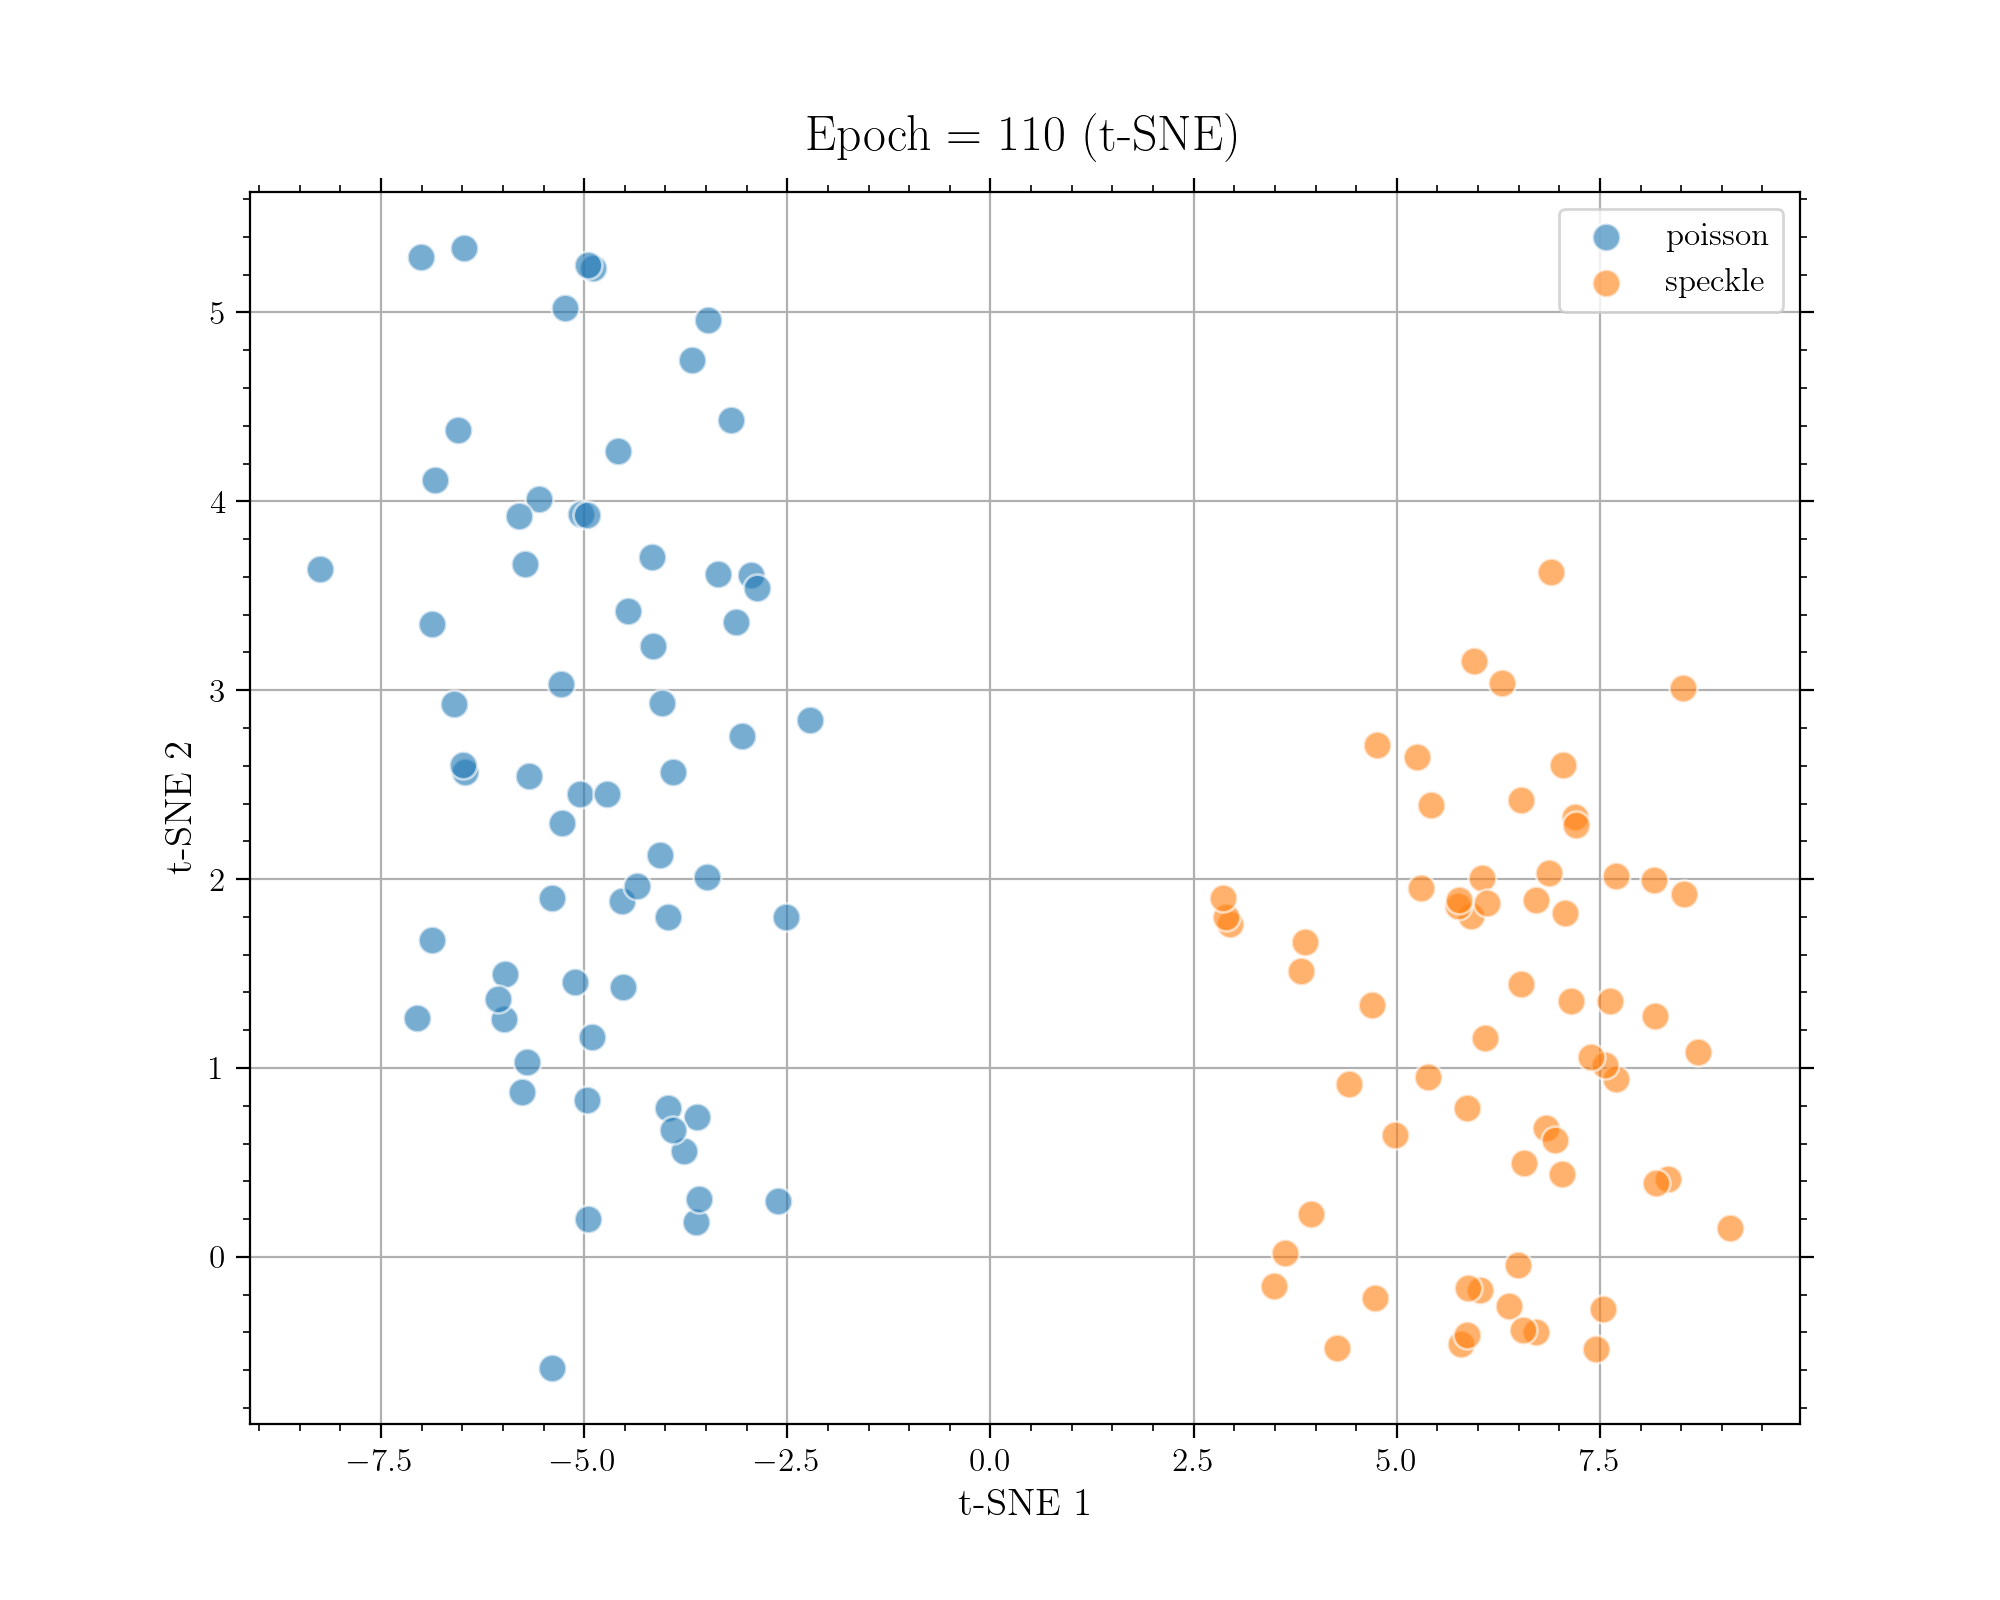 Epoch = 110 (t-SNE)
poisson
speckle
5
4
3
2
1
0
t-SNE 2
−7.5 −5.0 −2.5 0.0 2.5 5.0 7.5
t-SNE 1